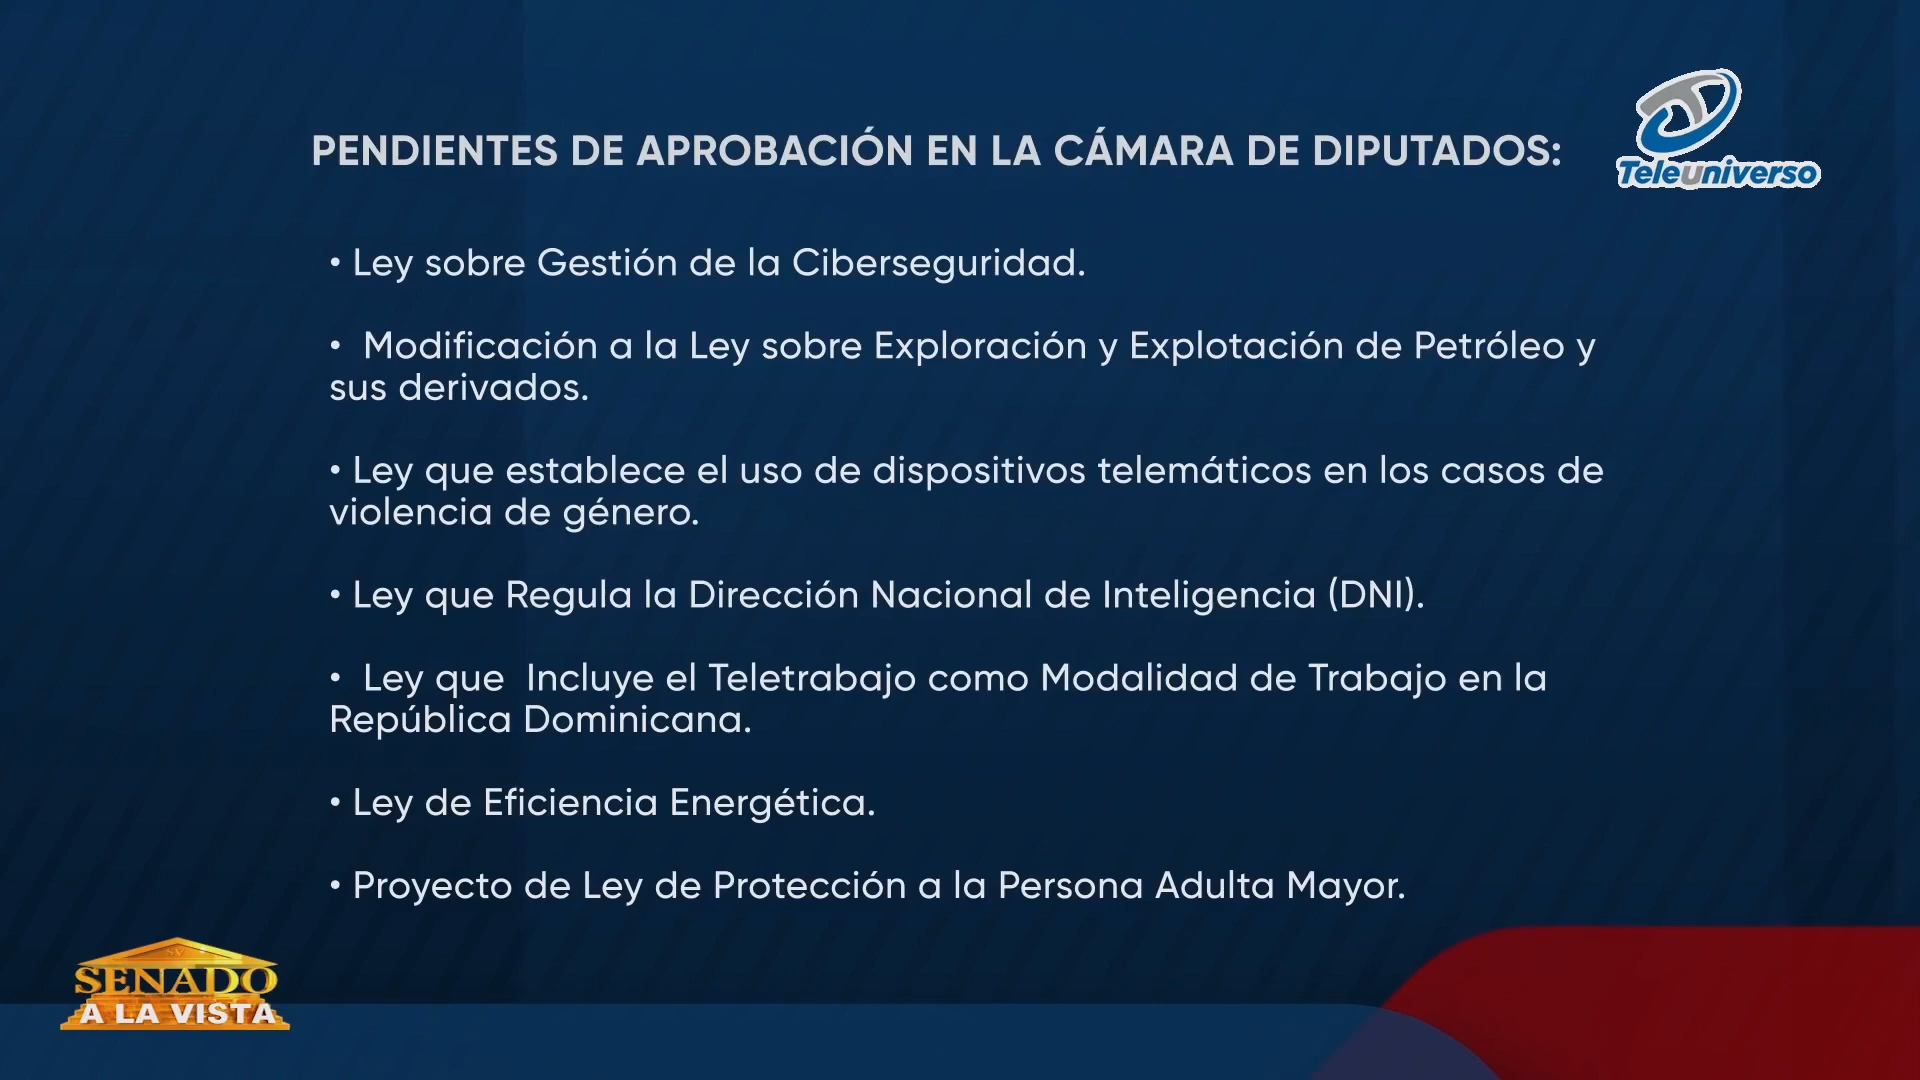 PENDIENTES DE APROBACIÓN EN LA CÁMARA DE DIPUTADOS:
Teleuniverso
• Ley sobre Gestión de la Ciberseguridad.
• Modificación a la Ley sobre Exploración y Explotación de Petróleo y
sus derivados.
• Ley que establece el uso de dispositivos telemáticos en los casos de
violencia de género.
• Ley que Regula la Dirección Nacional de Inteligencia (DNI).
• Ley que Incluye el Teletrabajo como Modalidad de Trabajo en la
República Dominicana.
• Ley de Eficiencia Energética.
• Proyecto de Ley de Protección a la Persona Adulta Mayor.
SENADO
A LA VISTA